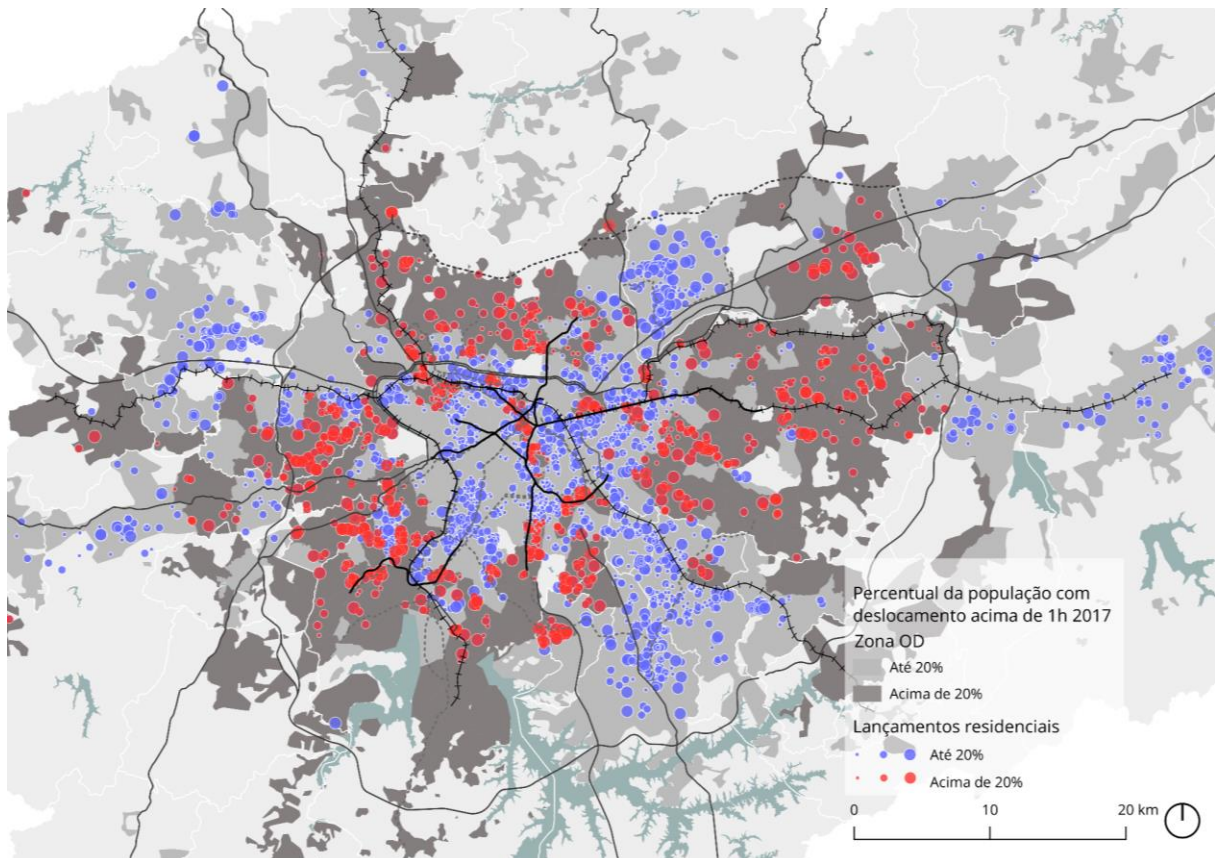 Percentual da população com
deslocamento acima de 1h 2017
Zona OD
Até 20%
Acima de 20%
Lançamentos residenciais
Até 20%
Acima de 20%
0 10 20 km